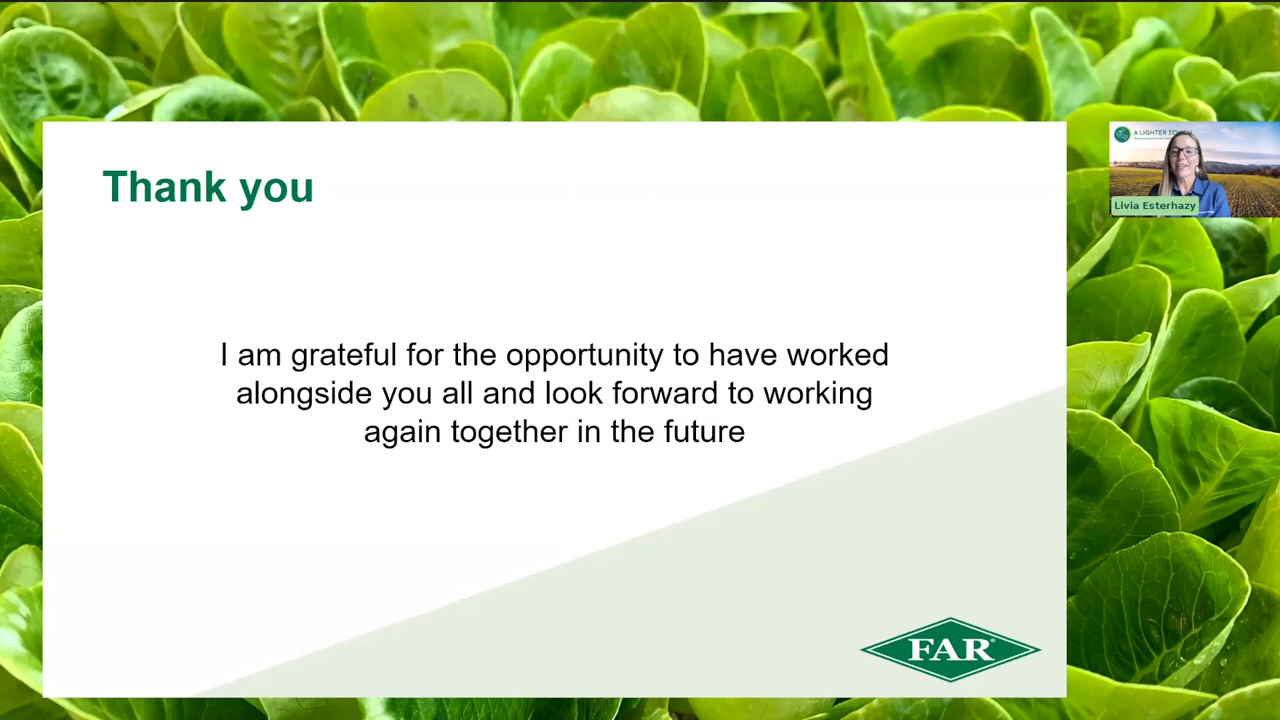 Thank you
A LIGHTER
Livia Esterhazy
I am grateful for the opportunity to have worked
alongside you all and look forward to working
again together in the future
FAR